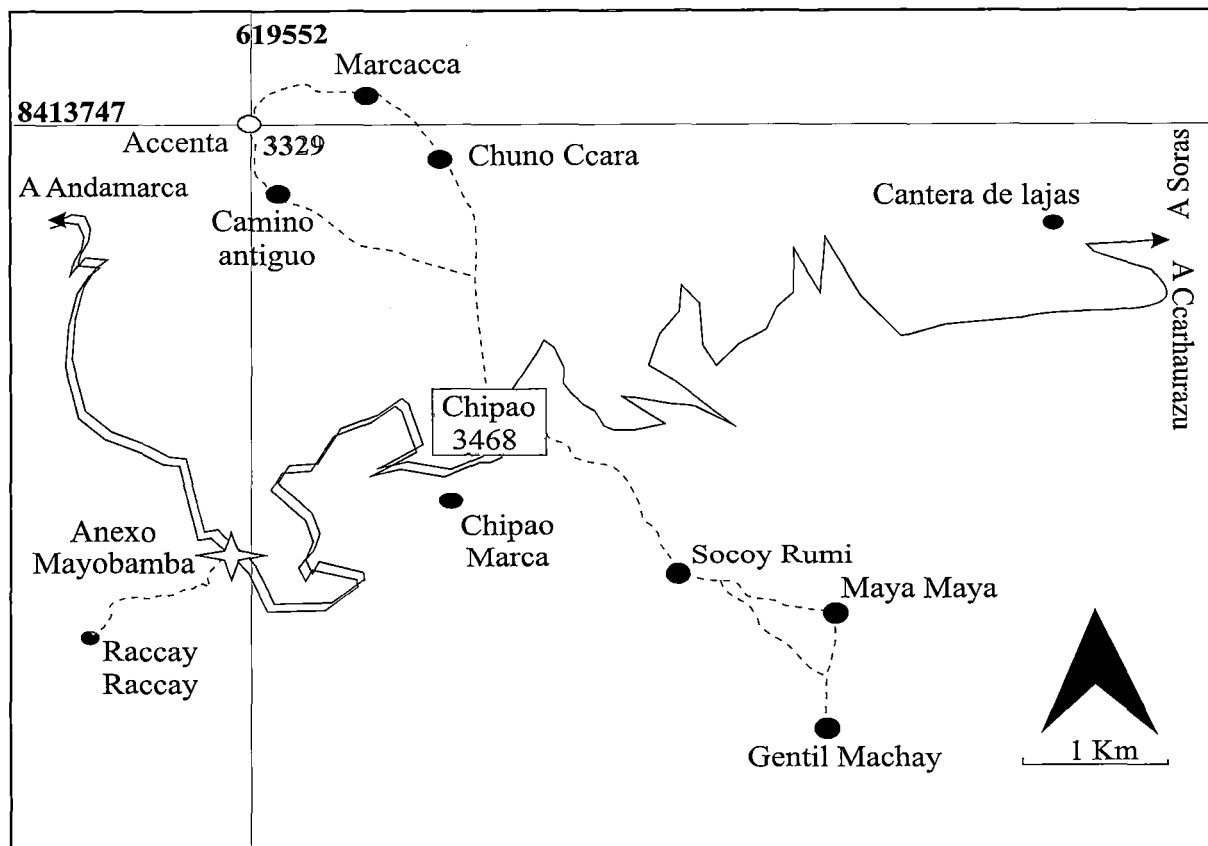 619552
Marcacca
8413747
Accenta
3329
Chuno Ccara
A Soras
A Andamarca
Cantera de lajas
Camino
antiguo
A Ccarhuarazu
Chipao
3468
Anexo
Mayobamba
Chipao
Marca
Socoy Rumi
Maya Maya
Raccay
Raccay
Gentil Machay
1 Km